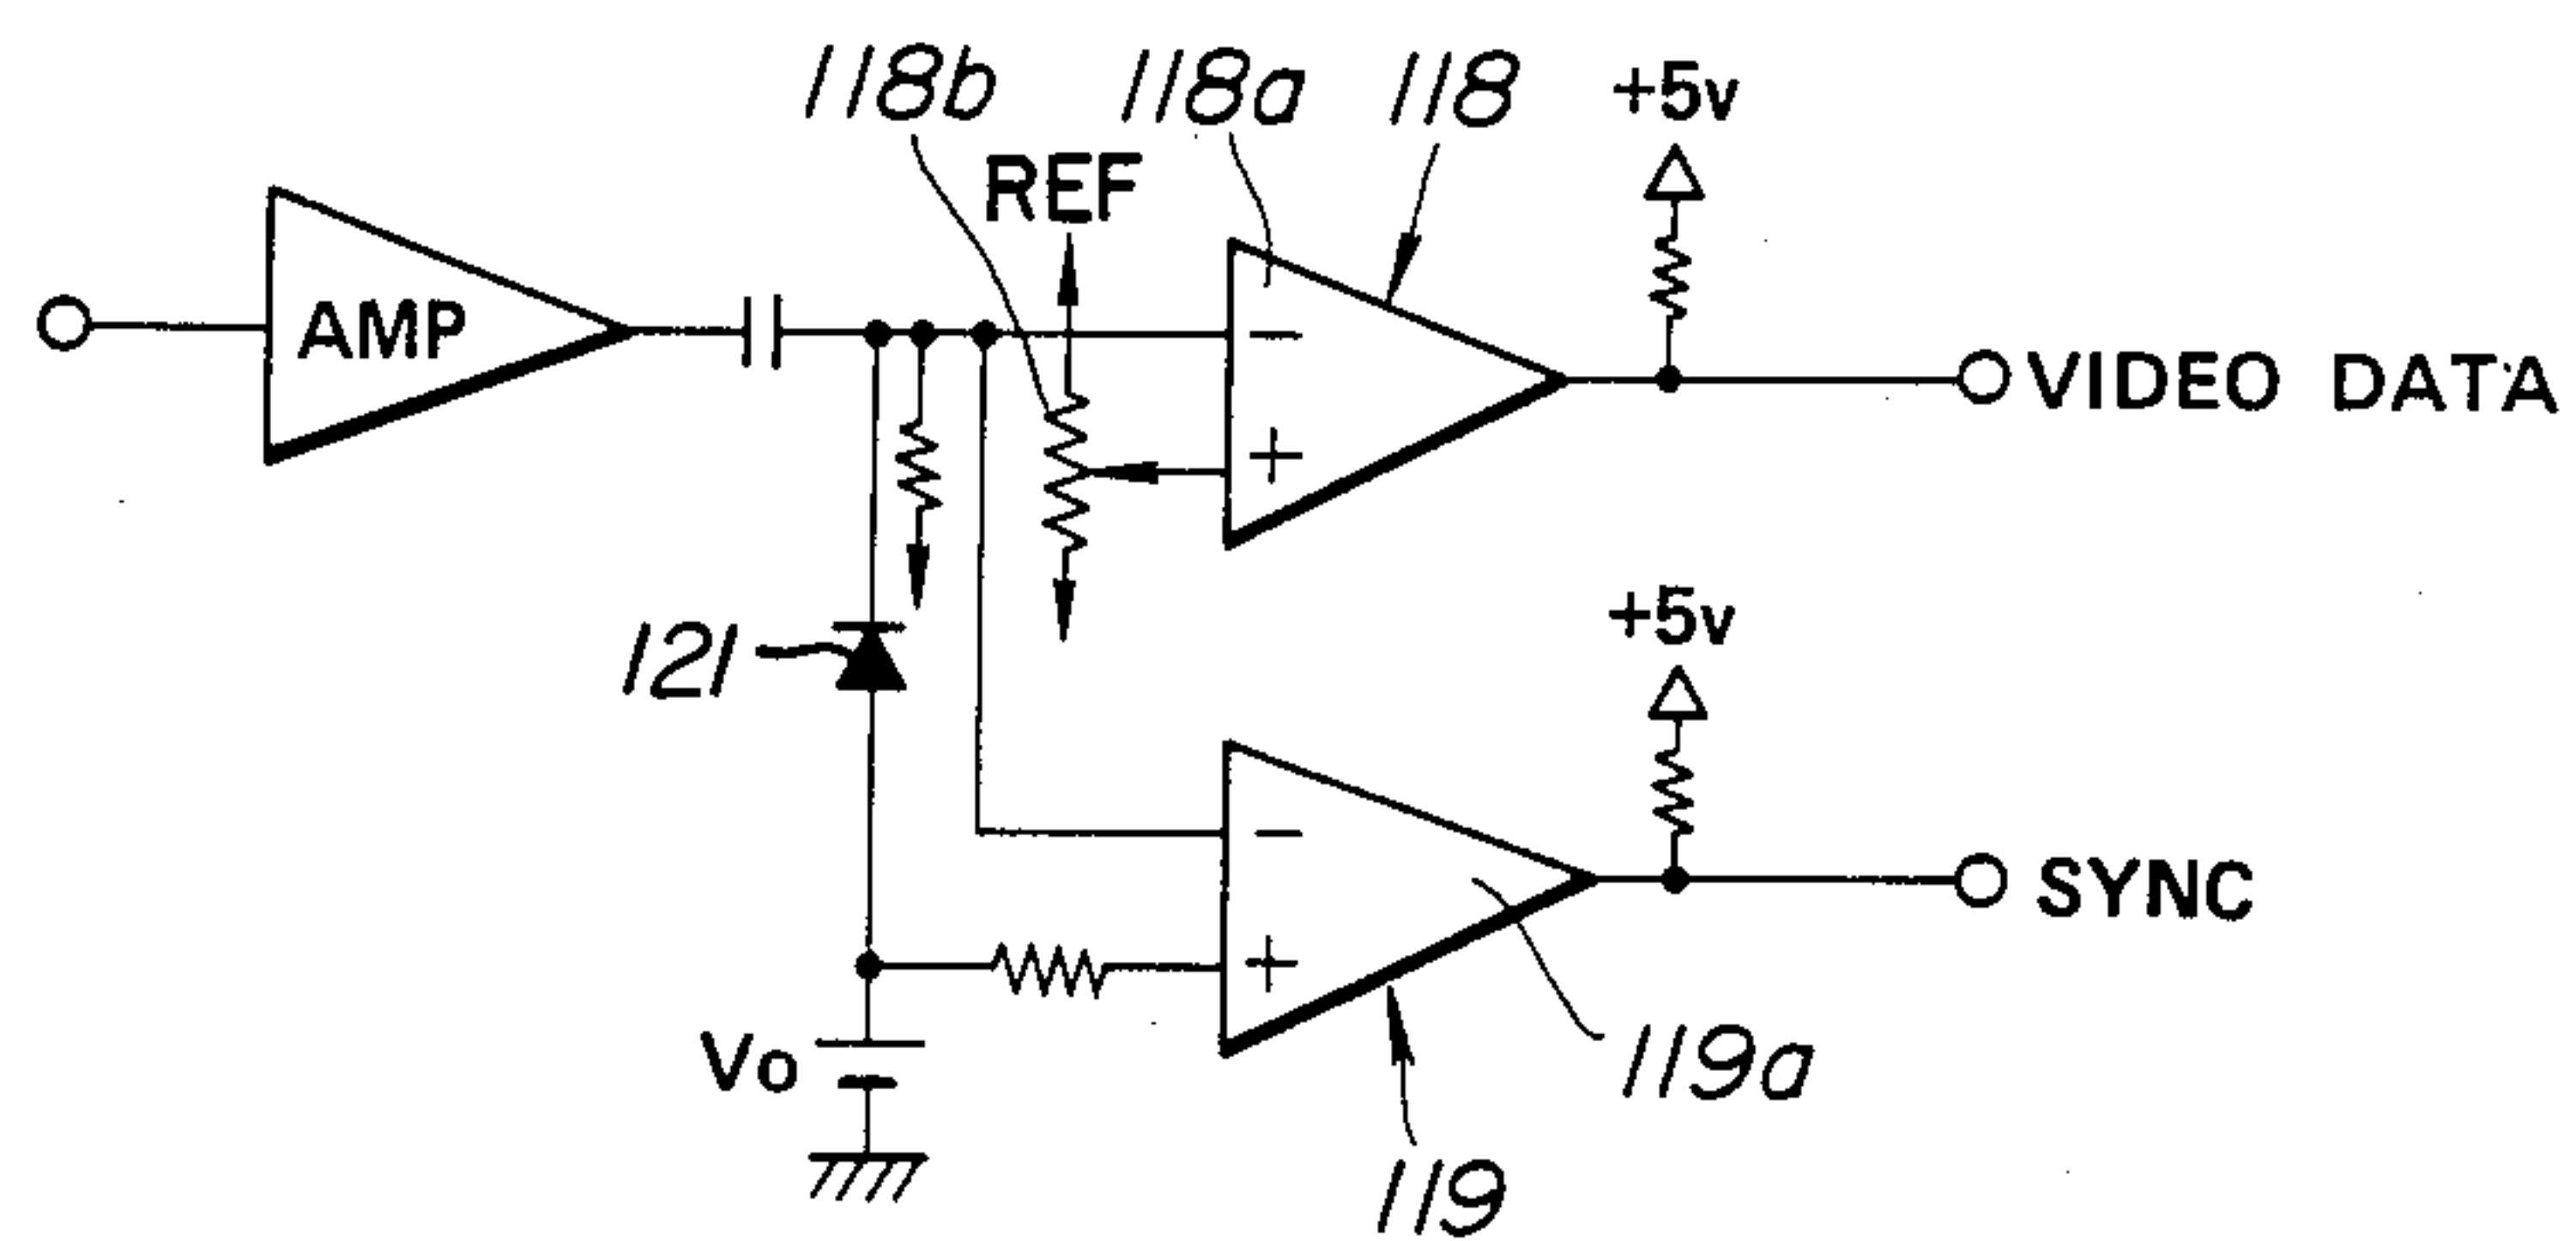 118b
118a
118
+5v
REF
AMP
-
+
VIDEO DATA
121
+5v
-
+
SYNC
Vo
119a
119